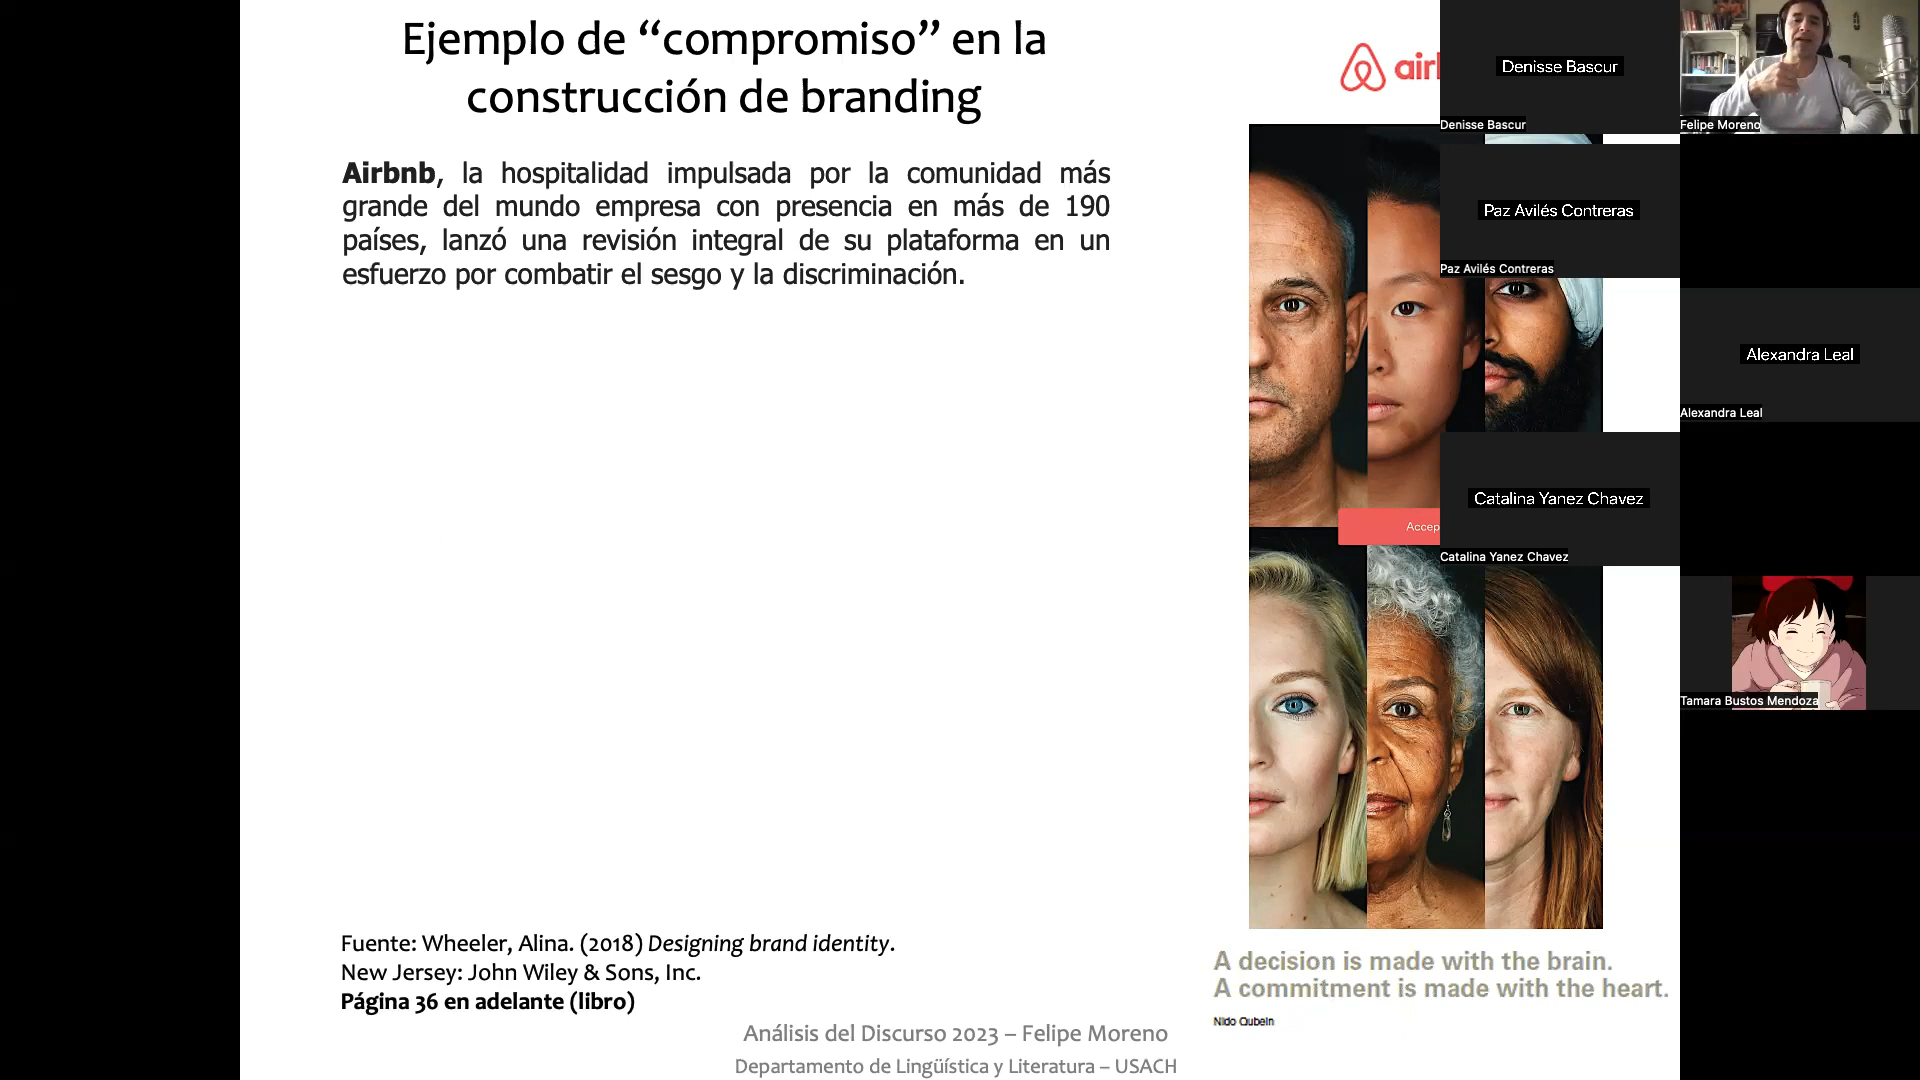 Ejemplo de “compromiso” en la
construcción de branding
Airbnb, la hospitalidad impulsada por la comunidad más
grande del mundo empresa con presencia en más de 190
países, lanzó una revisión integral de su plataforma en un
esfuerzo por combatir el sesgo y la discriminación.
Fuente: Wheeler, Alina. (2018) Designing brand identity.
New Jersey: John Wiley & Sons, Inc.
Página 36 en adelante (libro)
Análisis del Discurso 2023 – Felipe Moreno
Departamento de Lingüística y Literatura – USACH
A decision is made with the brain.
A commitment is made with the heart.
Nido Qubein
Denisse Bascur
Denisse Bascur
Felipe Moreno
Paz Avilés Contreras
Paz Avilés Contreras
Alexandra Leal
Alexandra Leal
Catalina Yanez Chavez
Catalina Yanez Chavez
Tamara Bustos Mendoza